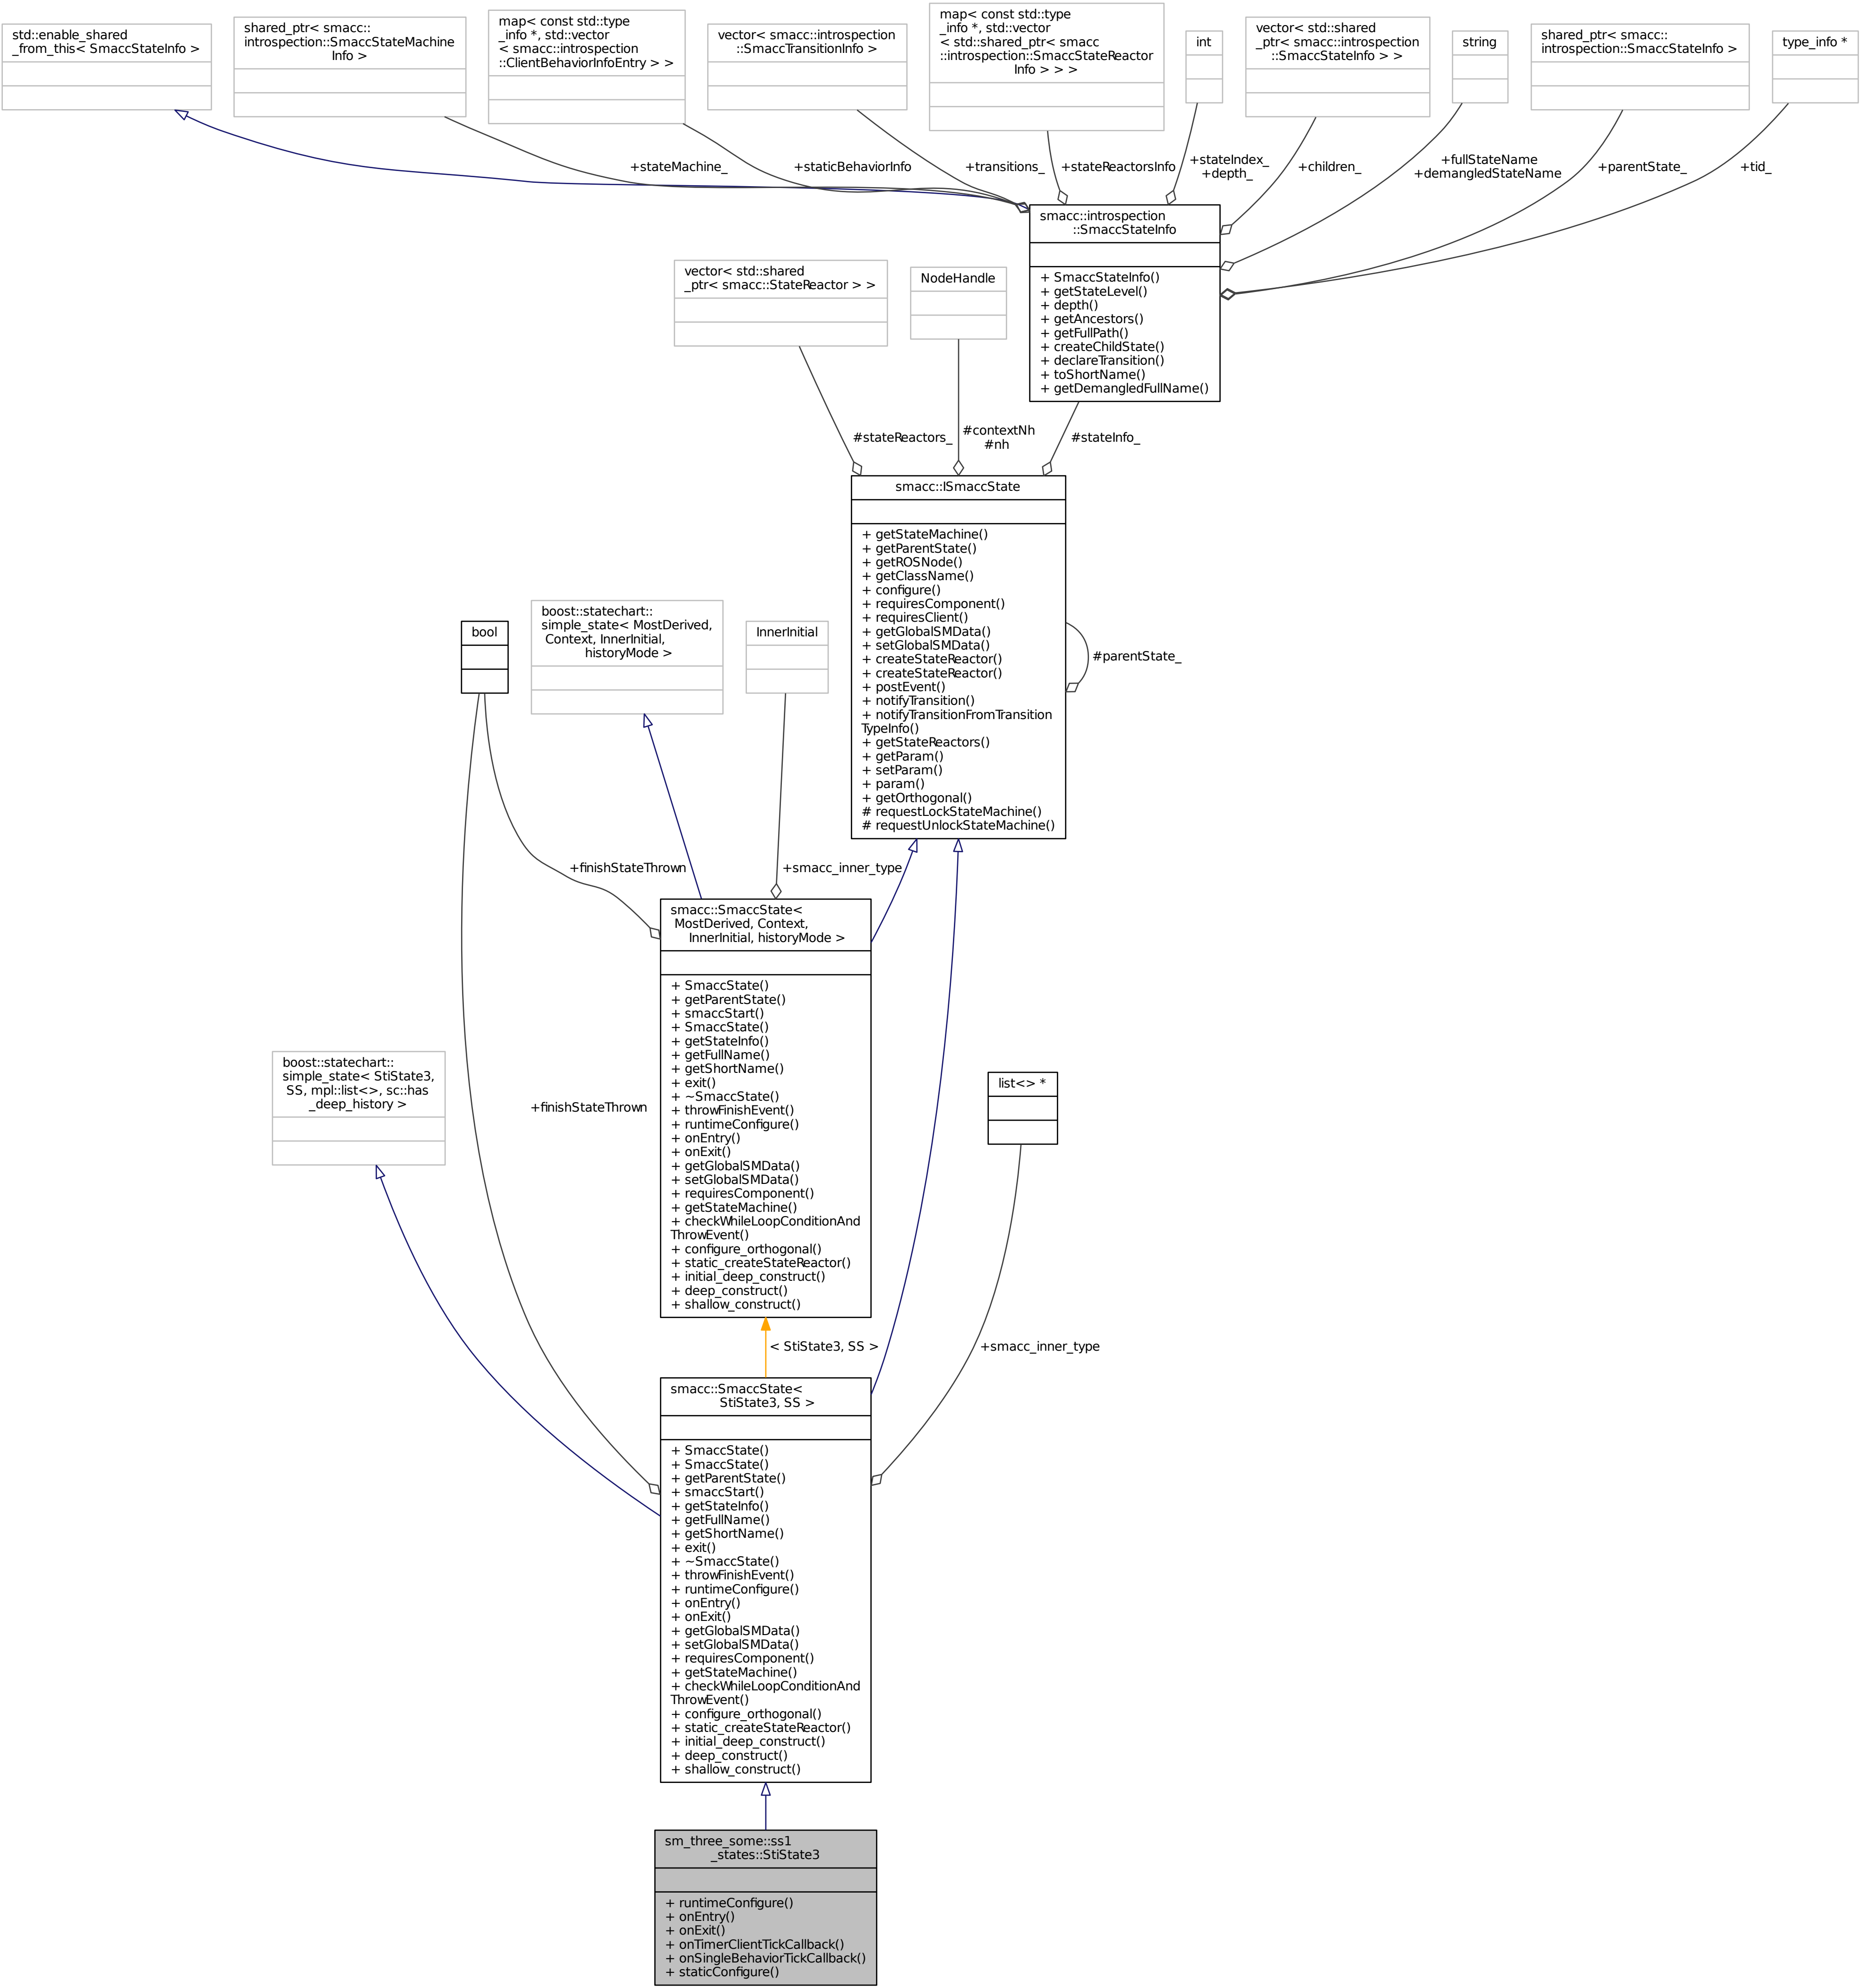 std::enable_shared
_from_this< SmaccStateInfo >
shared_ptr< smacc::
introspection::SmaccStateMachine
Info >
map< const std::type
_info *, std::vector
< smacc::introspection
::ClientBehaviorInfoEntry > >
vector< smacc::introspection
::SmaccTransitionInfo >
map< const std::type
_info *, std::vector
< std::shared_ptr< smacc
::introspection::SmaccStateReactor
Info > > >
int
vector< std::shared
_ptr< smacc::introspection
::SmaccStateInfo > >
string
shared_ptr< smacc::
introspection::SmaccStateInfo >
type_info *
+stateMachine_
+staticBehaviorInfo
+transitions_
+stateReactorsInfo
+stateIndex_
+depth_
+children_
+fullStateName
+demangledStateName
+parentState_
+tid_
smacc::introspection
::SmaccStateInfo
+ SmaccStateInfo()
+ getStateLevel()
+ depth()
+ getAncestors()
+ getFullPath()
+ createChildState()
+ declareTransition()
+ toShortName()
+ getDemangledFullName()
vector< std::shared
_ptr< smacc::StateReactor > >
NodeHandle
#stateReactors_
#contextNh
#nh
#stateInfo_
smacc::ISmaccState
+ getStateMachine()
+ getParentState()
+ getROSNode()
+ getClassName()
+ configure()
+ requiresComponent()
+ requiresClient()
+ getGlobalSMData()
+ setGlobalSMData()
+ createStateReactor()
+ createStateReactor()
+ postEvent()
+ notifyTransition()
+ notifyTransitionFromTransition
TypeInfo()
+ getStateReactors()
+ getParam()
+ setParam()
+ param()
+ getOrthogonal()
# requestLockStateMachine()
# requestUnlockStateMachine()
#parentState_
bool
boost::statechart::
simple_state< MostDerived,
Context, InnerInitial,
historyMode >
InnerInitial
+finishStateThrown
+smacc_inner_type
smacc::SmaccState<
MostDerived, Context,
InnerInitial, historyMode >
+ SmaccState()
+ getParentState()
+ smaccStart()
+ SmaccState()
+ getStateInfo()
+ getFullName()
+ getShortName()
+ exit()
+ ~SmaccState()
+ throwFinishEvent()
+ runtimeConfigure()
+ onEntry()
+ onExit()
+ getGlobalSMData()
+ setGlobalSMData()
+ requiresComponent()
+ getStateMachine()
+ checkWhileLoopConditionAnd
ThrowEvent()
+ configure_orthogonal()
+ static_createStateReactor()
+ initial_deep_construct()
+ deep_construct()
+ shallow_construct()
boost::statechart::
simple_state< StiState3,
SS, mpl::list<>, sc::has
_deep_history >
+finishStateThrown
list<> *
< StiState3, SS >
+smacc_inner_type
smacc::SmaccState<
StiState3, SS >
+ SmaccState()
+ SmaccState()
+ getParentState()
+ smaccStart()
+ getStateInfo()
+ getFullName()
+ getShortName()
+ exit()
+ ~SmaccState()
+ throwFinishEvent()
+ runtimeConfigure()
+ onEntry()
+ onExit()
+ getGlobalSMData()
+ setGlobalSMData()
+ requiresComponent()
+ getStateMachine()
+ checkWhileLoopConditionAnd
ThrowEvent()
+ configure_orthogonal()
+ static_createStateReactor()
+ initial_deep_construct()
+ deep_construct()
+ shallow_construct()
sm_three_some::ss1
_states::StiState3
+ runtimeConfigure()
+ onEntry()
+ onExit()
+ onTimerClientTickCallback()
+ onSingleBehaviorTickCallback()
+ staticConfigure()